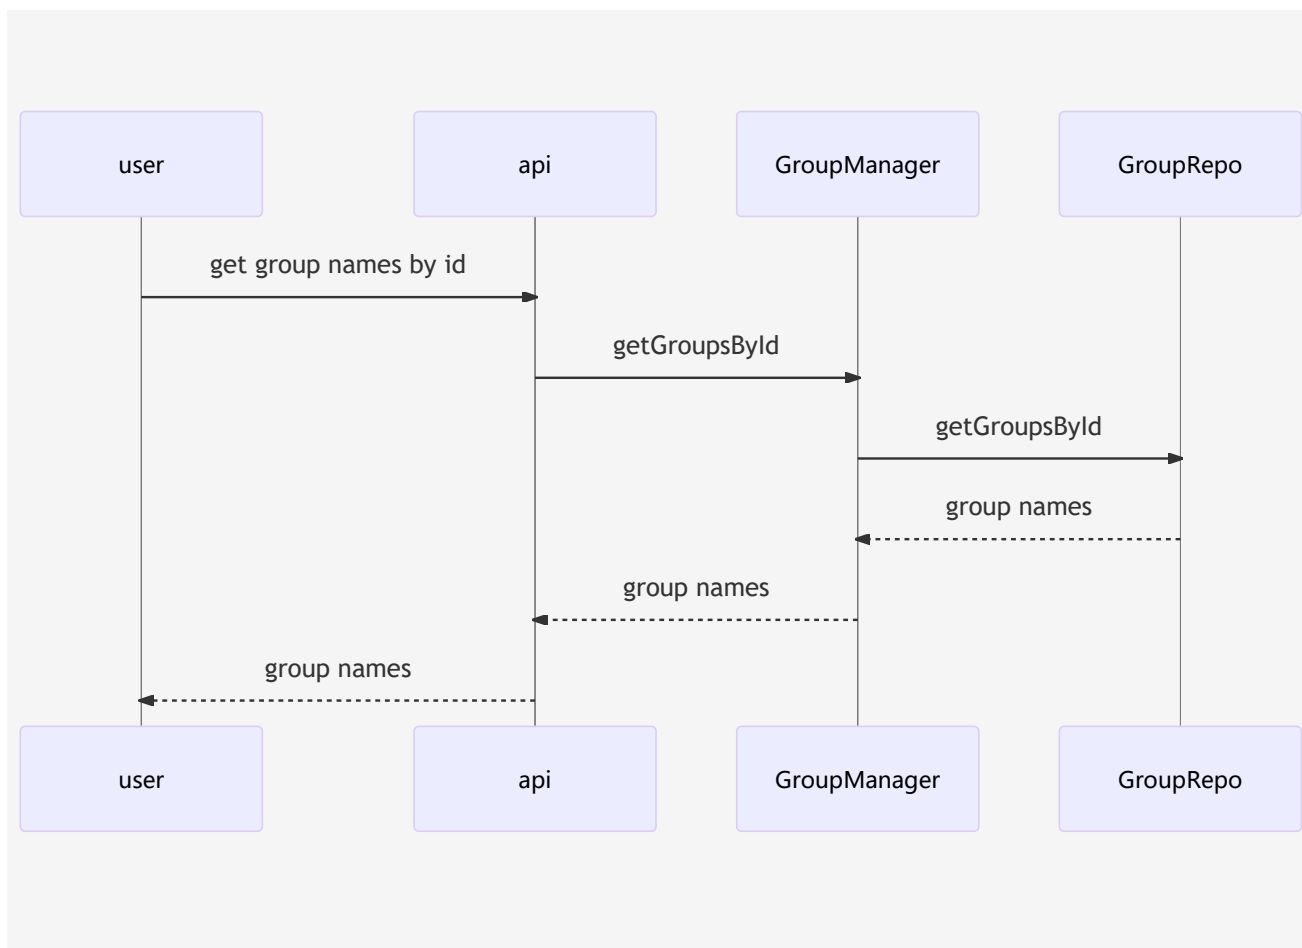 user
api
GroupManager
GroupRepo
get group names by id
getGroupsById
getGroupsById
group names
group names
group names
user
api
GroupManager
GroupRepo